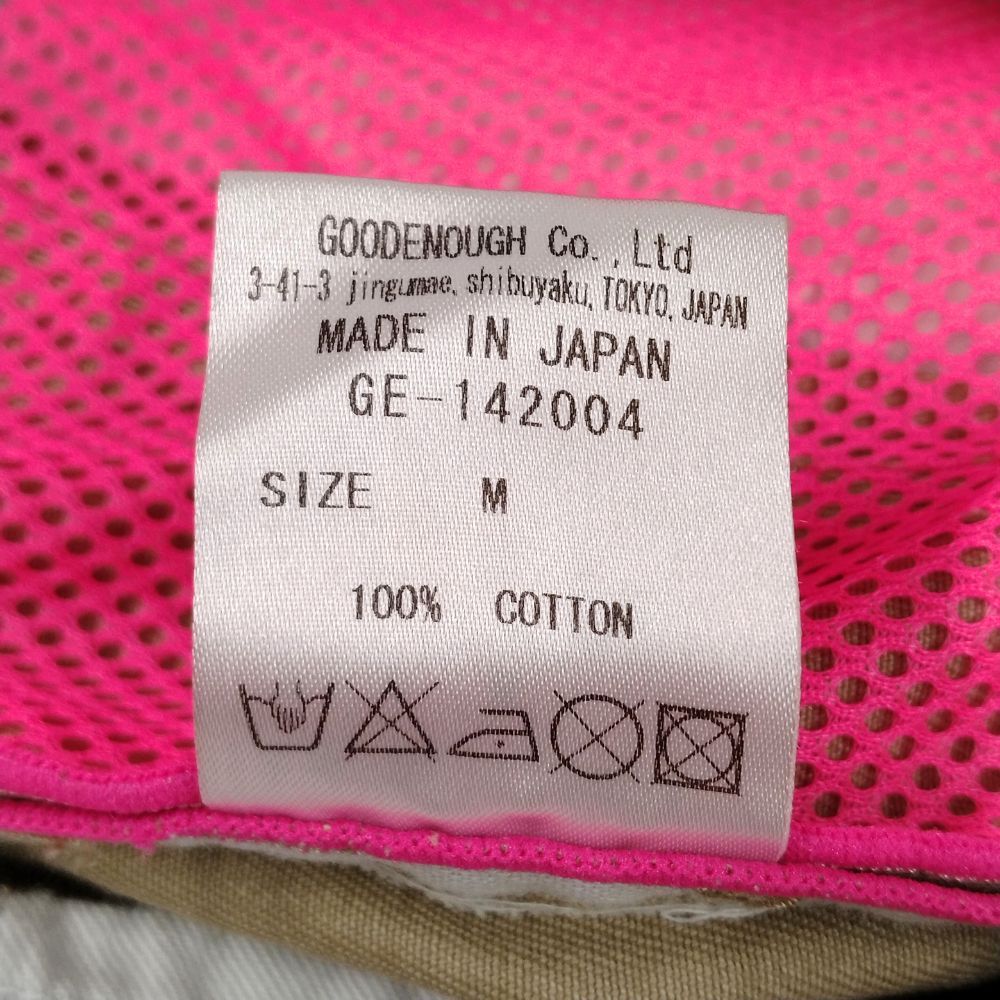 GOODENOUGH Co.,Ltd
3-41-3 jingumae, shibuyaku, TOKYO, JAPAN
MADE IN JAPAN
GE-142004
SIZE M
100% COTTON